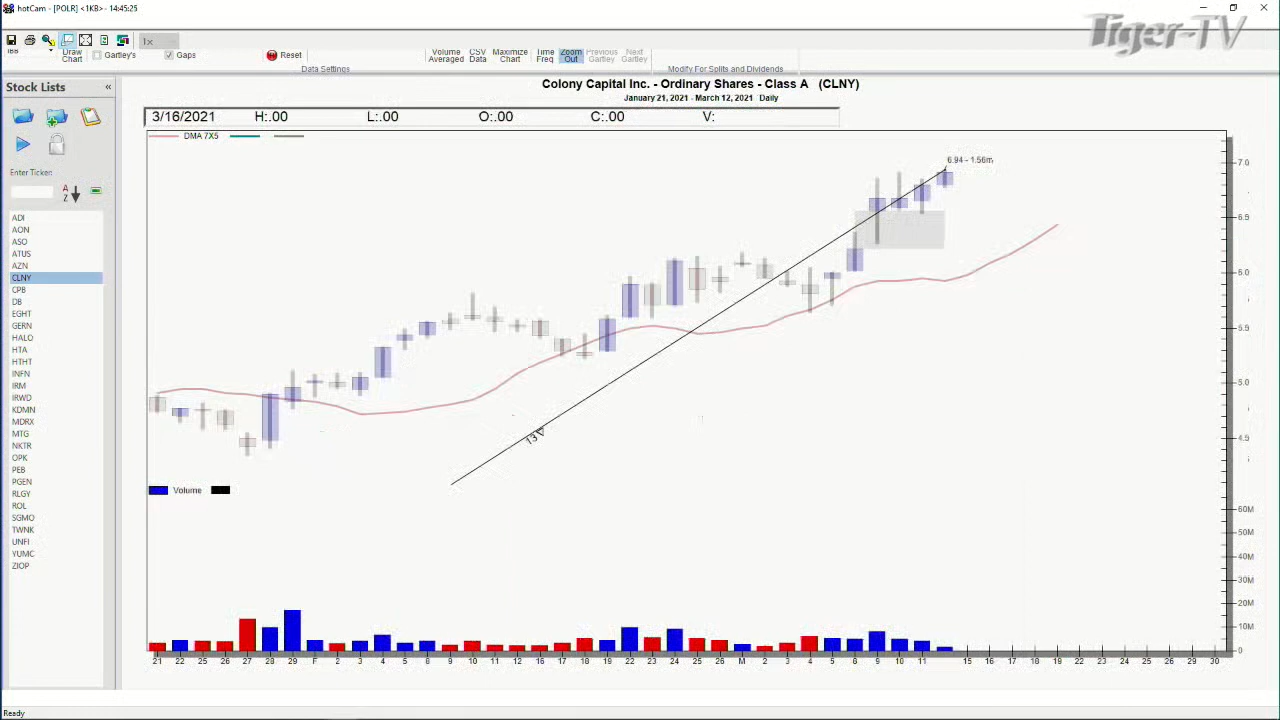 hotCam - [POLR] <1KB> - 14:45:25
Tiger-TV
1x
Draw Chart
Gartley's
Gaps
Reset
Volume Averaged
CSV Data
Maximize Chart
Time Freq
Zoom Out
Previous Gartley
Next Gartley
Data Settings
Modify For Splits and Dividends
Stock Lists «
Colony Capital Inc. - Ordinary Shares - Class A (CLNY)
January 21, 2021 - March 12, 2021 Daily
3/16/2021 H:.00 L:.00 O:.00 C:.00 V:
DMA 7X5
6.94 - 1.56m
Enter Ticker:
A
Z
ADI
AON
ASO
ATUS
AZN
CLNY
CPB
DB
EGHT
GERN
HALO
HTA
HTHT
INFN
IRM
IRWD
KDMN
MDRX
MTG
NKTR
OPK
PEB
PGEN
RLGY
ROL
SGMO
TWNK
UNFI
YUMC
ZIOP
7.0
6.5
6.0
5.5
5.0
4.5
Volume
60M
50M
40M
30M
20M
10M
0
21 22 25 26 27 28 29 F 2 3 4 5 8 9 10 11 12 16 17 18 19 22 23 24 25 26 M 2 3 4 5 8 9 10 11 15 16 17 18 19 22 23 24 25 26 29 30
Ready